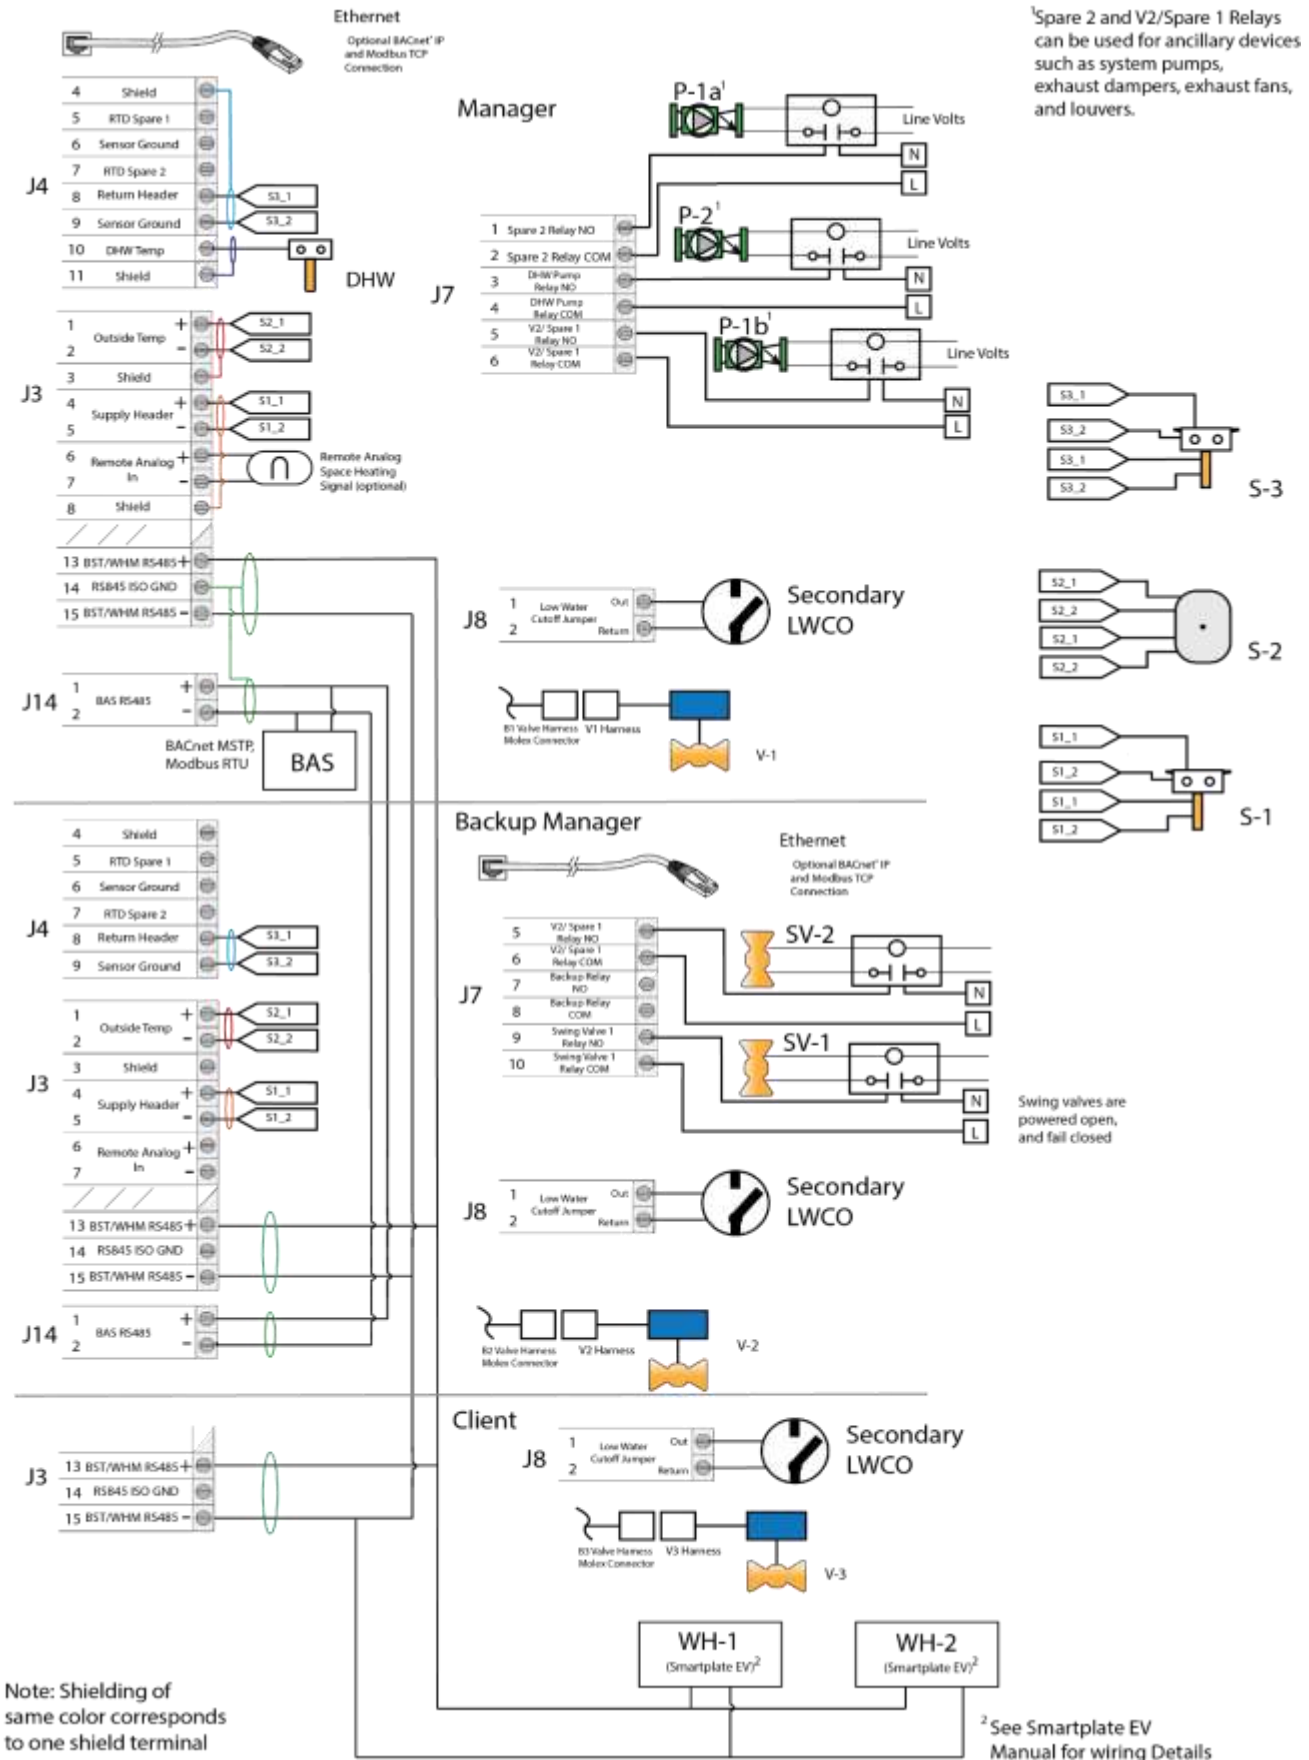 Ethernet
Optional BACnet® IP
and Modbus TCP
Connection
¹Spare 2 and V2/Spare 1 Relays
can be used for ancillary devices
such as system pumps,
exhaust dampers, exhaust fans,
and louvers.
Manager
J4
4 Shield
5 RTD Spare 1
6 Sensor Ground
7 RTD Spare 2
8 Return Header
9 Sensor Ground
10 DHW Temp
11 Shield
S3_1
S3_2
DHW
J3
1
Outside Temp
+
2
-
3 Shield
4
Supply Header
+
5
-
6
Remote Analog
In
+
7
-
8 Shield
S2_1
S2_2
S1_1
S1_2
Remote Analog
Space Heating
Signal (optional)
13 BST/WHM RS485 +
14 RS845 ISO GND
15 BST/WHM RS485 -
J14
1
BAS RS485
+
2
-
BACnet MSTP,
Modbus RTU
BAS
J7
1 Spare 2 Relay NO
2 Spare 2 Relay COM
3 DHW Pump
Relay NO
4 DHW Pump
Relay COM
5 V2/ Spare 1
Relay NO
6 V2/ Spare 1
Relay COM
P-1a¹
Line Volts
N
L
P-2¹
Line Volts
N
L
P-1b¹
Line Volts
N
L
J8
1
Low Water
Cutoff Jumper
Out
2
Return
Secondary
LWCO
B1 Valve Harness
Molex Connector
V1 Harness
V-1
S3_1
S3_2
S3_1
S3_2
S-3
S2_1
S2_2
S2_1
S2_2
S-2
S1_1
S1_2
S1_1
S1_2
S-1
Backup Manager
Ethernet
Optional BACnet® IP
and Modbus TCP
Connection
J4
4 Shield
5 RTD Spare 1
6 Sensor Ground
7 RTD Spare 2
8 Return Header
9 Sensor Ground
S3_1
S3_2
J3
1
Outside Temp
+
2
-
3 Shield
4
Supply Header
+
5
-
6
Remote Analog
In
+
7
-
S2_1
S2_2
S1_1
S1_2
13 BST/WHM RS485 +
14 RS845 ISO GND
15 BST/WHM RS485 -
J14
1
BAS RS485
+
2
-
J7
5 V2/ Spare 1
Relay NO
6 V2/ Spare 1
Relay COM
7 Backup Relay
NO
8 Backup Relay
COM
9 Swing Valve 1
Relay NO
10 Swing Valve 1
Relay COM
SV-2
N
L
SV-1
N
L
Swing valves are
powered open,
and fail closed
J8
1
Low Water
Cutoff Jumper
Out
2
Return
Secondary
LWCO
B2 Valve Harness
Molex Connector
V2 Harness
V-2
Client
J3
13 BST/WHM RS485 +
14 RS845 ISO GND
15 BST/WHM RS485 -
J8
1
Low Water
Cutoff Jumper
Out
2
Return
Secondary
LWCO
B3 Valve Harness
Molex Connector
V3 Harness
V-3
WH-1
(Smartplate EV)²
WH-2
(Smartplate EV)²
Note: Shielding of
same color corresponds
to one shield terminal
² See Smartplate EV
Manual for wiring Details